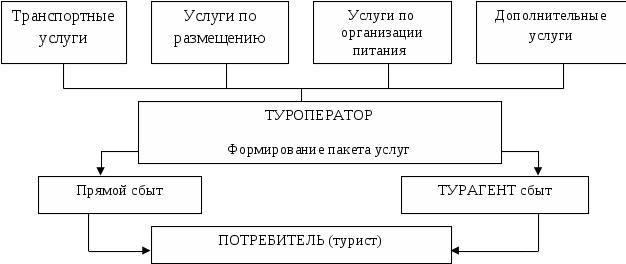 Транспортные
услуги
Услуги по
размещению
Услуги по
организации
питания
Дополнительные
услуги
ТУРОПЕРАТОР
Формирование пакета услуг
Прямой сбыт
ТУРАГЕНТ сбыт
ПОТРЕБИТЕЛЬ (турист)